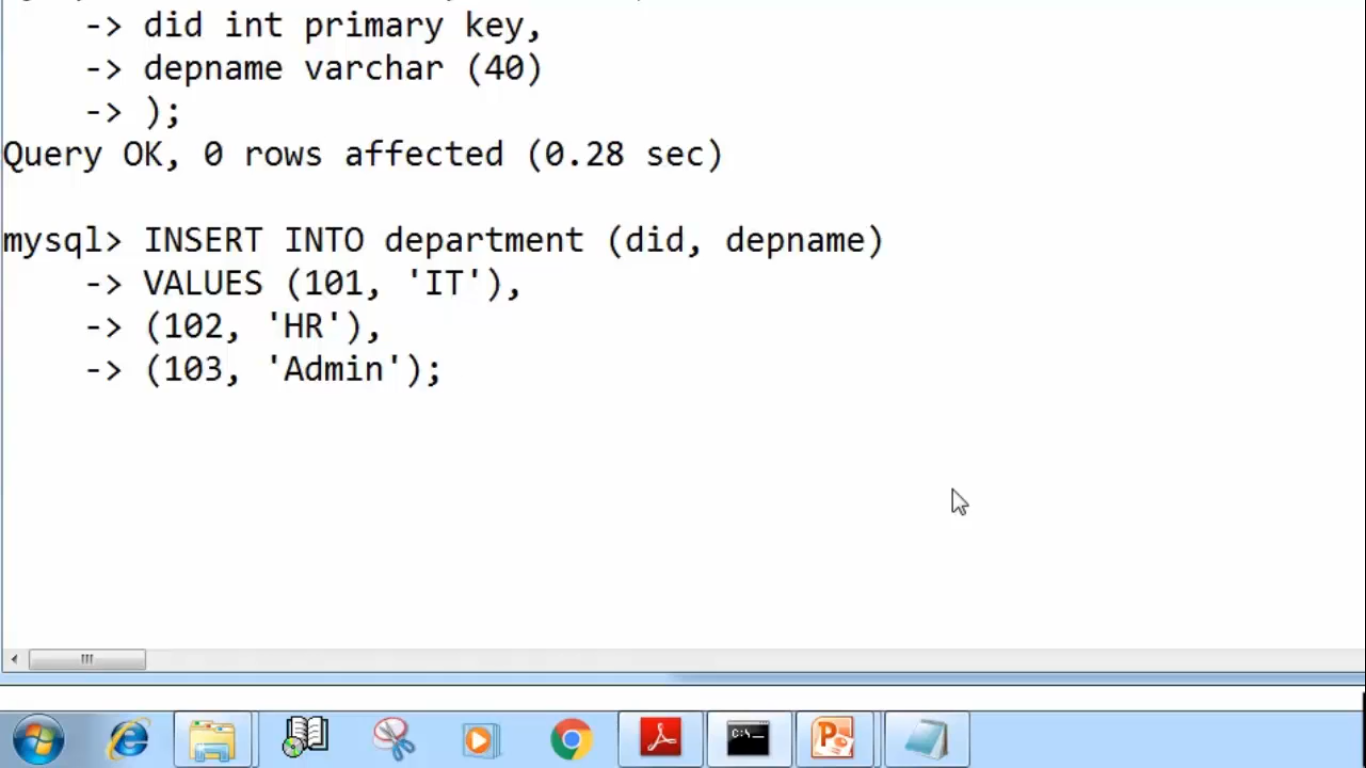 -> did int primary key,
-> depname varchar (40)
-> );
Query OK, 0 rows affected (0.28 sec)
mysql> INSERT INTO department (did, depname)
-> VALUES (101, 'IT'),
-> (102, 'HR'),
-> (103, 'Admin');
C:\_